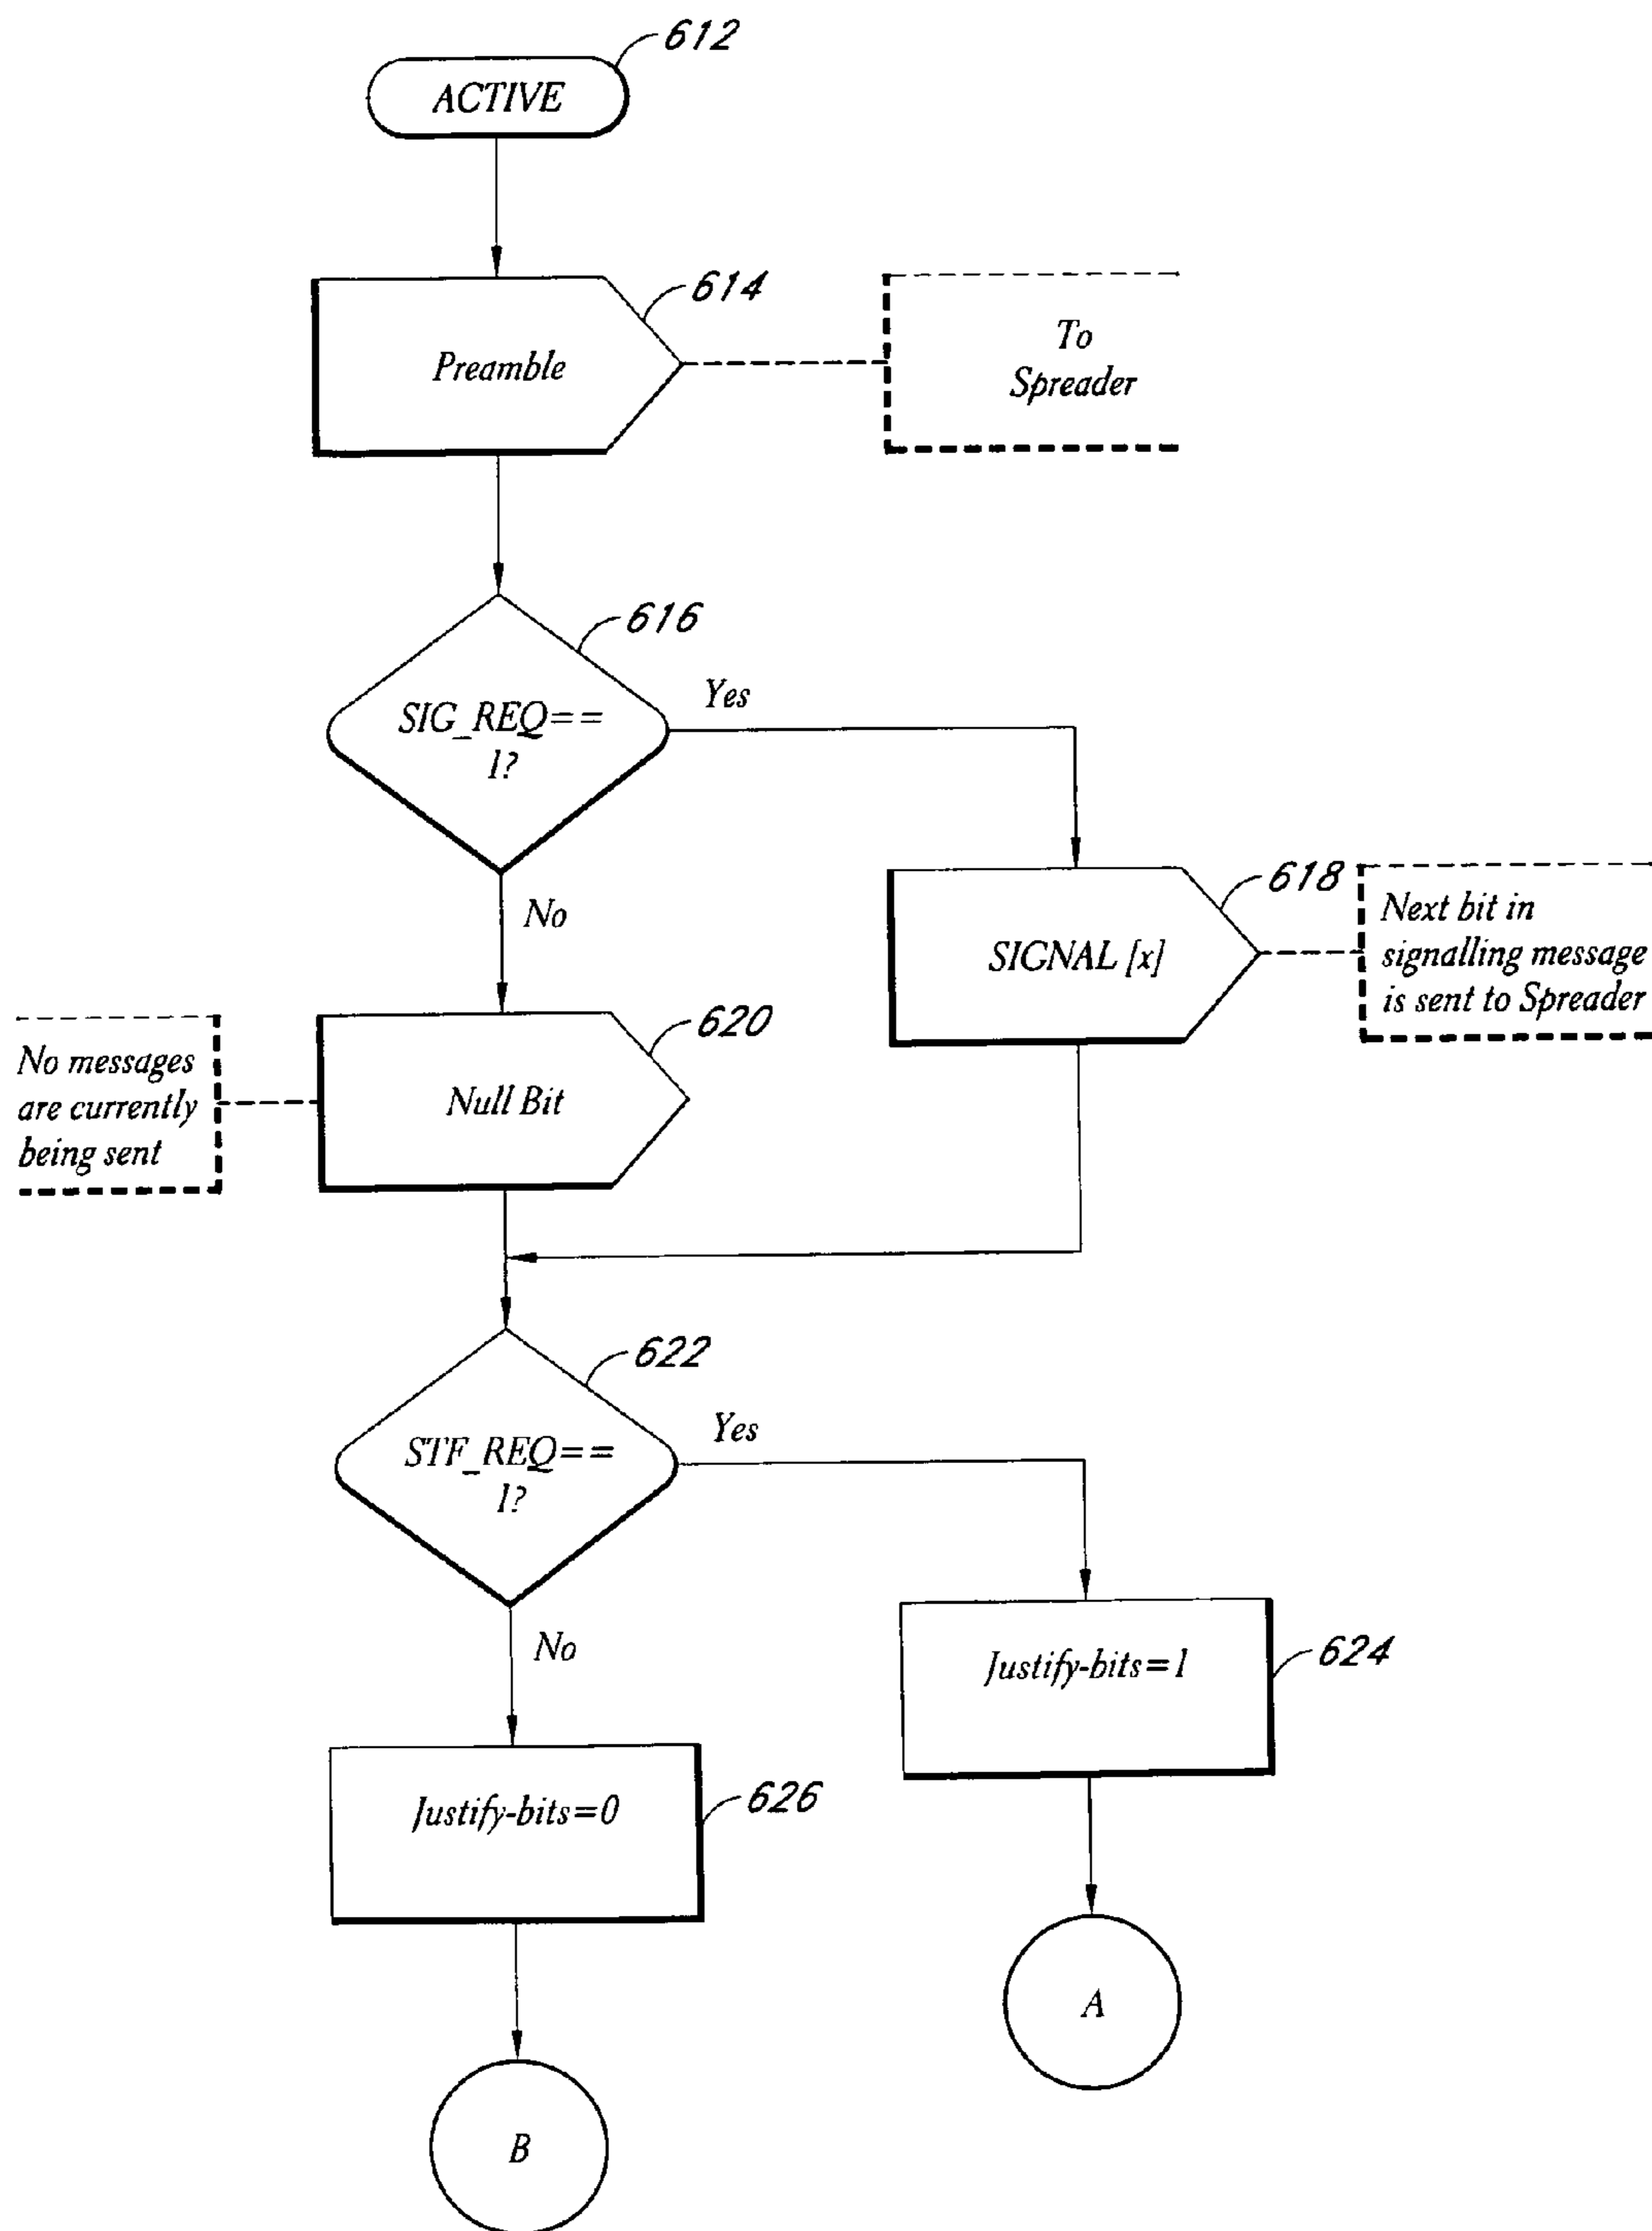 612
ACTIVE
614
Preamble
To
Spreader
616
SIG_REQ==
1?
Yes
No
618
SIGNAL [x]
Next bit in
signalling message
is sent to Spreader
620
No messages
are currently
being sent
Null Bit
622
STF_REQ==
1?
Yes
No
Justify-bits=1
624
Justify-bits=0
626
A
B